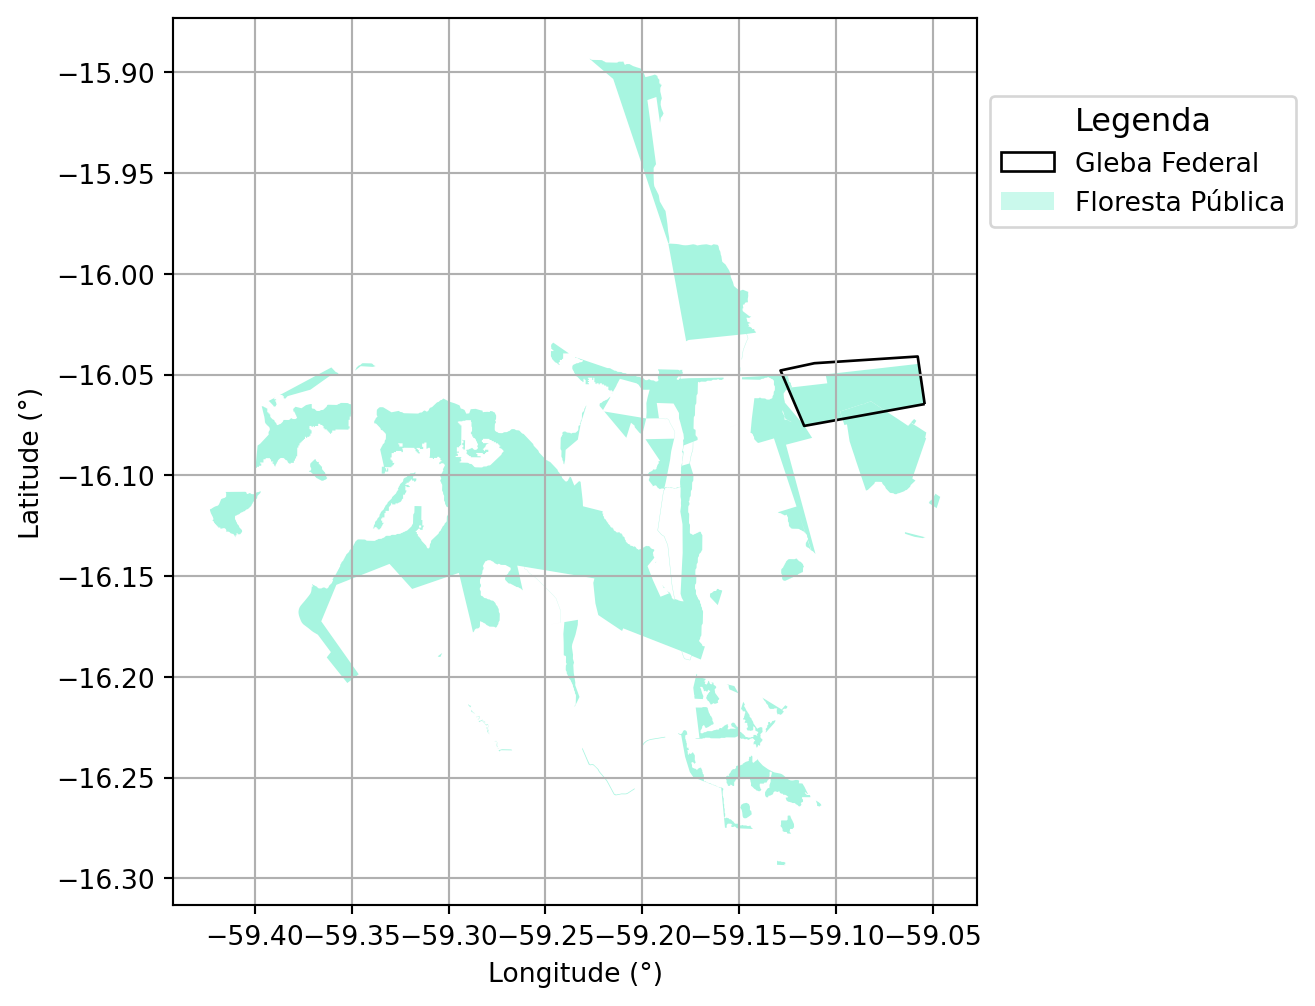 −15.90
−15.95
−16.00
−16.05
−16.10
−16.15
−16.20
−16.25
−16.30
Latitude (°)
−59.40−59.35−59.30−59.25−59.20−59.15−59.10−59.05
Longitude (°)
Legenda
Gleba Federal
Floresta Pública